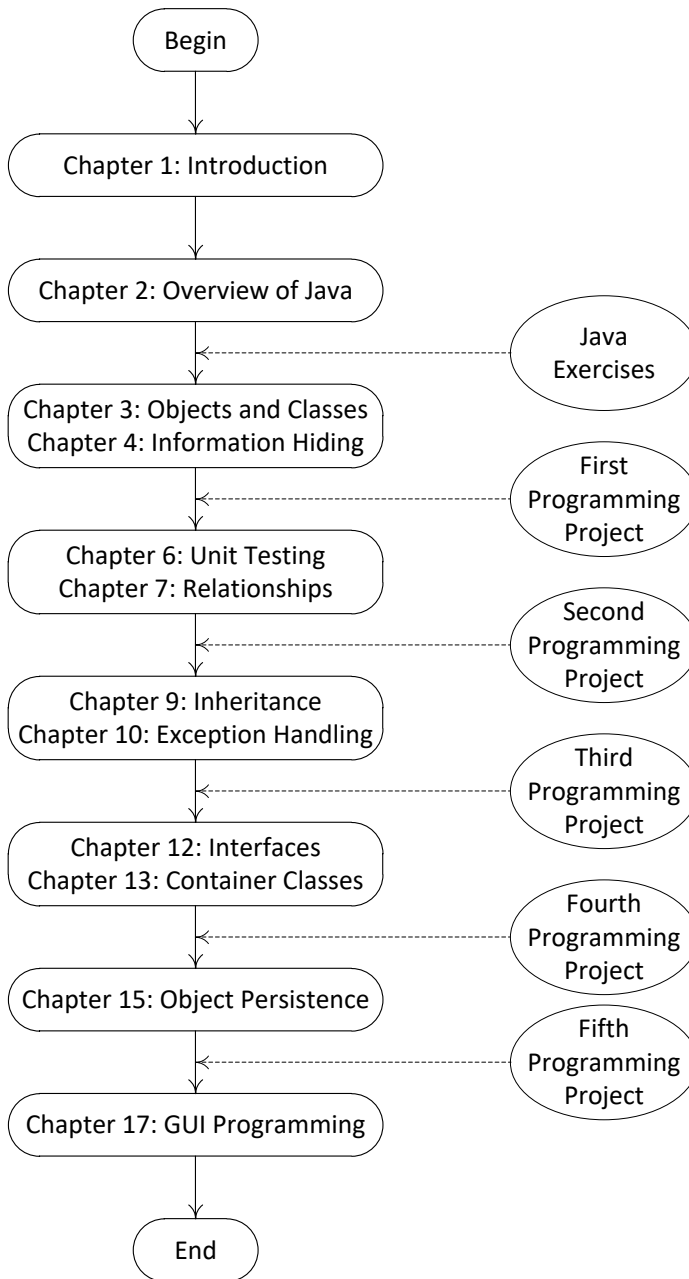 Begin
Chapter 1: Introduction
Chapter 2: Overview of Java
Java
Exercises
Chapter 3: Objects and Classes
Chapter 4: Information Hiding
First
Programming
Project
Chapter 6: Unit Testing
Chapter 7: Relationships
Second
Programming
Project
Chapter 9: Inheritance
Chapter 10: Exception Handling
Third
Programming
Project
Chapter 12: Interfaces
Chapter 13: Container Classes
Fourth
Programming
Project
Chapter 15: Object Persistence
Fifth
Programming
Project
Chapter 17: GUI Programming
End